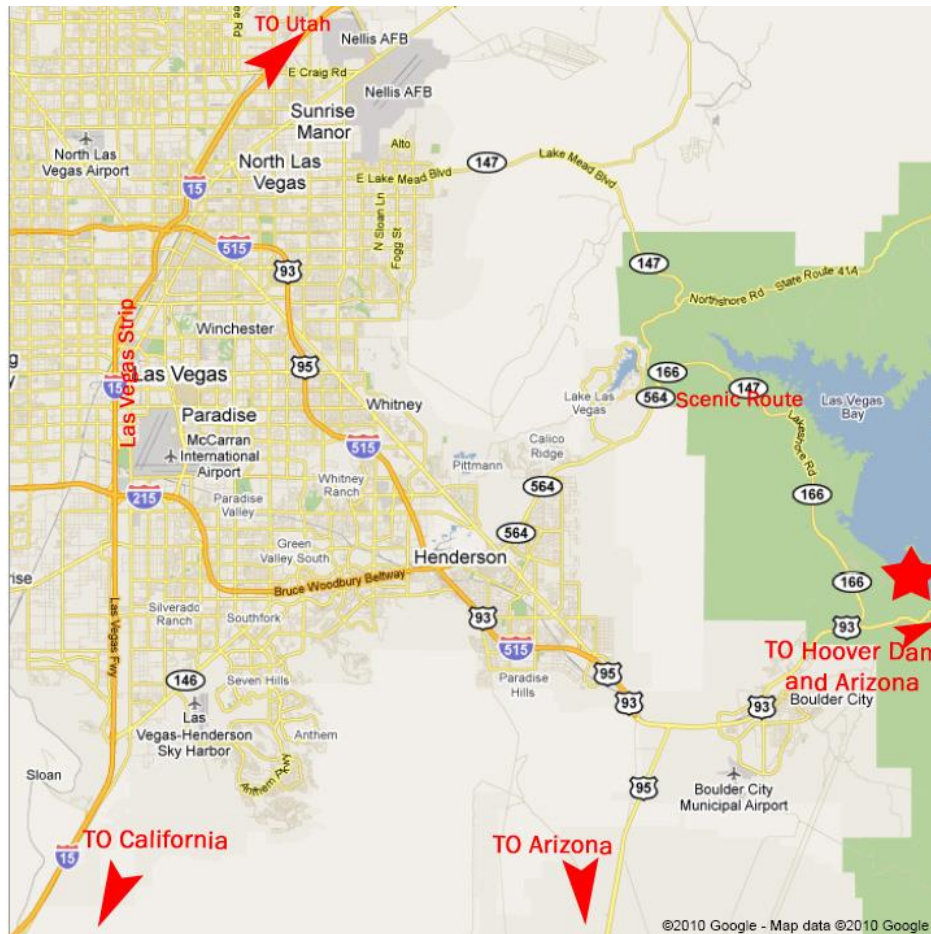 TO Utah
Nellis AFB
E Craig Rd
Nellis AFB
Sunrise
Manor
Alto
North Las
Vegas Airport
North Las
Vegas
147
Lake Mead Blvd
E Lake Mead Blvd
15
N Sloan Ln
Fogg St
515
93
147
Northshore Rd
State Route 41A
Las Vegas Strip
Winchester
95
15
Las Vegas
166
147
Lake Las
Vegas
564
Scenic Route
Las Vegas
Bay
Whitney
Paradise
McCarran
International
Airport
515
Calico
Ridge
Lakeshore Rd
Pittmann
Whitney
Ranch
564
166
215
Paradise
Valley
564
Green
Valley South
Henderson
rise
Bruce Woodbury Beltway
166
Las Vegas Fwy
Silverado
Ranch
Southfork
93
93
515
TO Hoover Dam
and Arizona
146
Seven Hills
Paradise
Hills
95
93
93
Boulder City
Las
Vegas-Henderson
Sky Harbor
Anthem
Anthem Pkwy
Sloan
95
Boulder City
Municipal Airport
TO California
TO Arizona
15
©2010 Google - Map data ©2010 Google